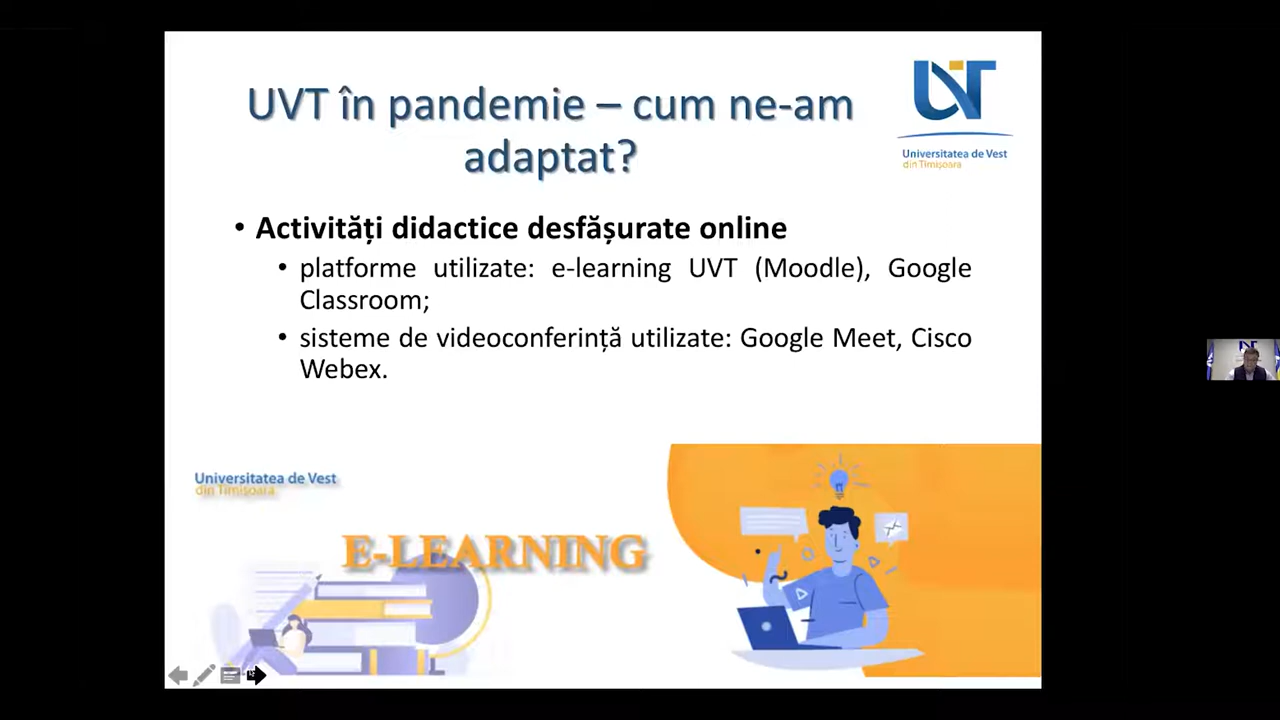 UVT în pandemie – cum ne-am
adaptat?
UVT
Universitatea de Vest
din Timișoara
• Activități didactice desfășurate online
• platforme utilizate: e-learning UVT (Moodle), Google
Classroom;
• sisteme de videoconferință utilizate: Google Meet, Cisco
Webex.
Universitatea de Vest
din Timișoara
E-LEARNING